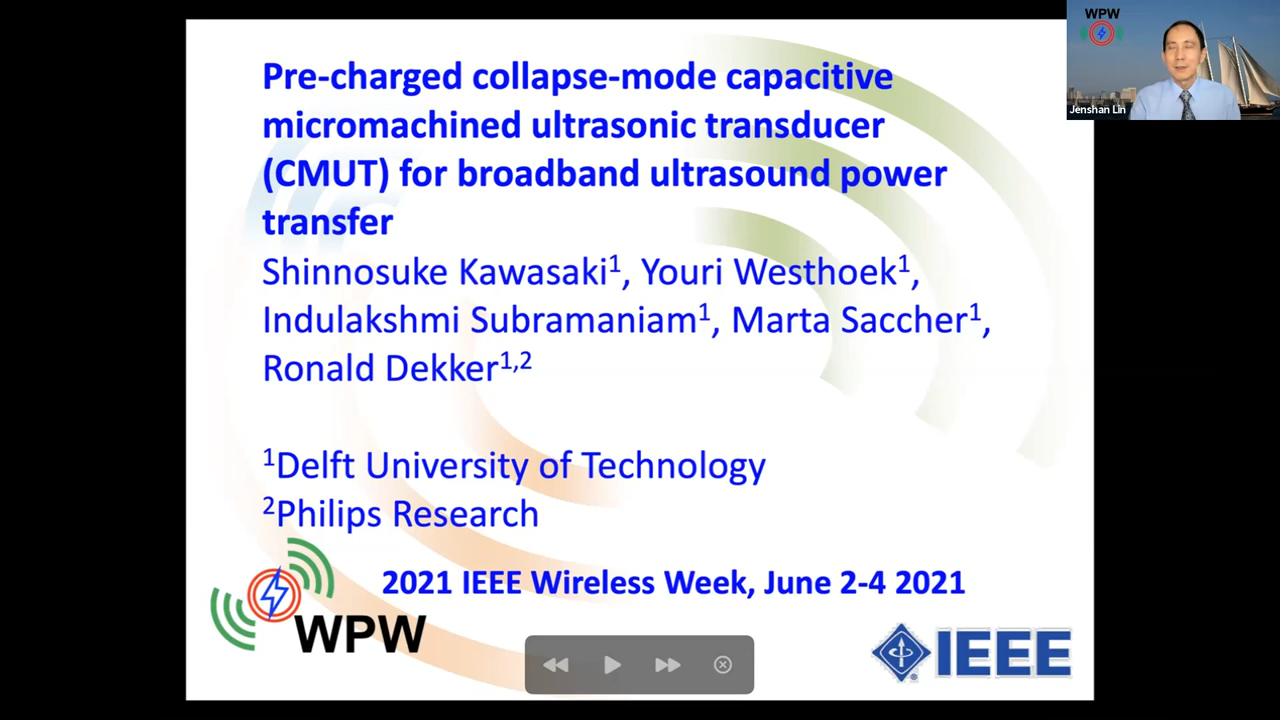 Pre-charged collapse-mode capacitive
micromachined ultrasonic transducer
(CMUT) for broadband ultrasound power
transfer
Shinnosuke Kawasaki¹, Youri Westhoek¹,
Indulakshmi Subramaniam¹, Marta Saccher¹,
Ronald Dekker¹,²
¹Delft University of Technology
²Philips Research
2021 IEEE Wireless Week, June 2-4 2021
WPW
IEEE
WPW
Jenshan Lin